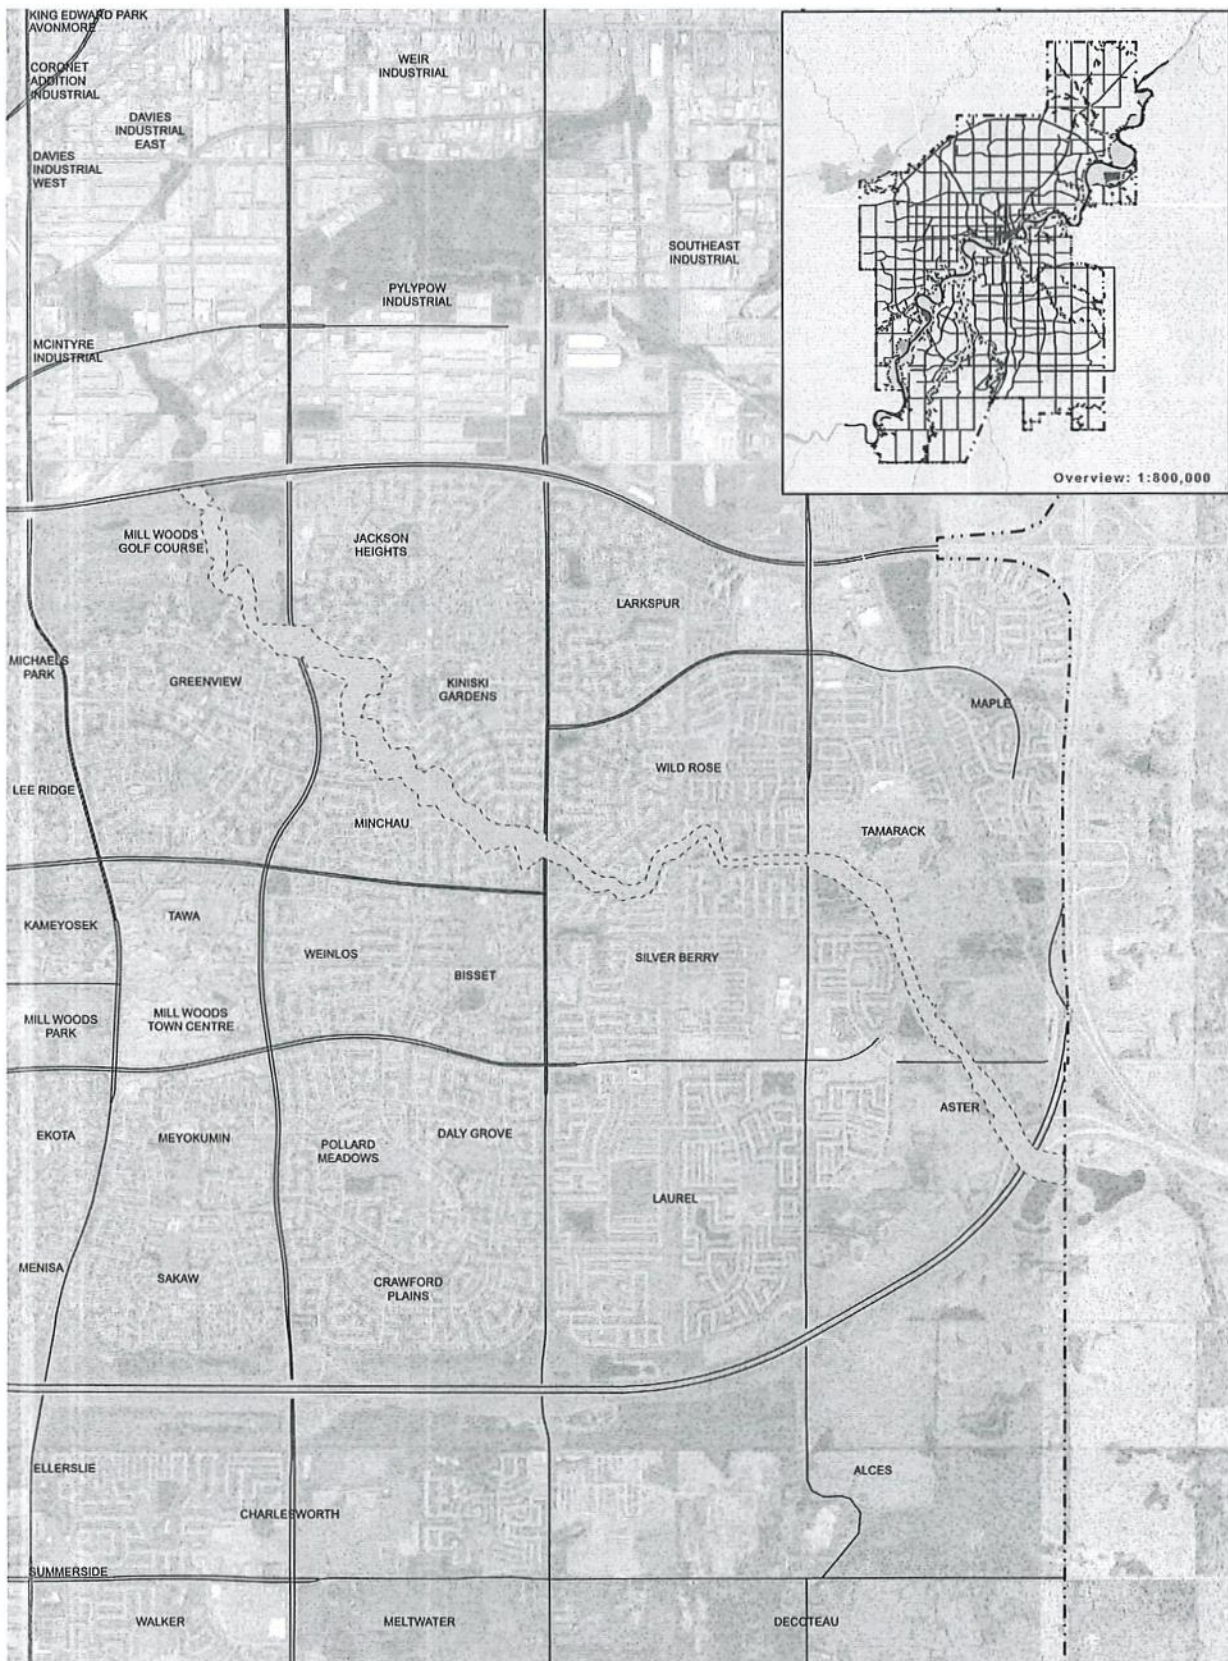 KING EDWARD PARK
AVONMORE
CORONET
ADDITION
INDUSTRIAL
WEIR
INDUSTRIAL
DAVIES
INDUSTRIAL
EAST
DAVIES
INDUSTRIAL
WEST
SOUTHEAST
INDUSTRIAL
PYLYPOW
INDUSTRIAL
MCINTYRE
INDUSTRIAL
Overview: 1:800,000
MILL WOODS
GOLF COURSE
JACKSON
HEIGHTS
LARKSPUR
MICHAELS
PARK
GREENVIEW
KINISKI
GARDENS
MAPLE
WILD ROSE
LEE RIDGE
MINCHAU
TAMARACK
KAMEYOSEK
TAWA
WEINLOS
BISSET
SILVER BERRY
MILL WOODS
PARK
MILL WOODS
TOWN CENTRE
ASTER
EKOTA
MEYOKUMIN
POLLARD
MEADOWS
DALY GROVE
LAUREL
MENISA
SAKAW
CRAWFORD
PLAINS
ELLERSLIE
ALCES
CHARLESWORTH
SUMMERSIDE
WALKER
MELTWATER
DECOTEAU